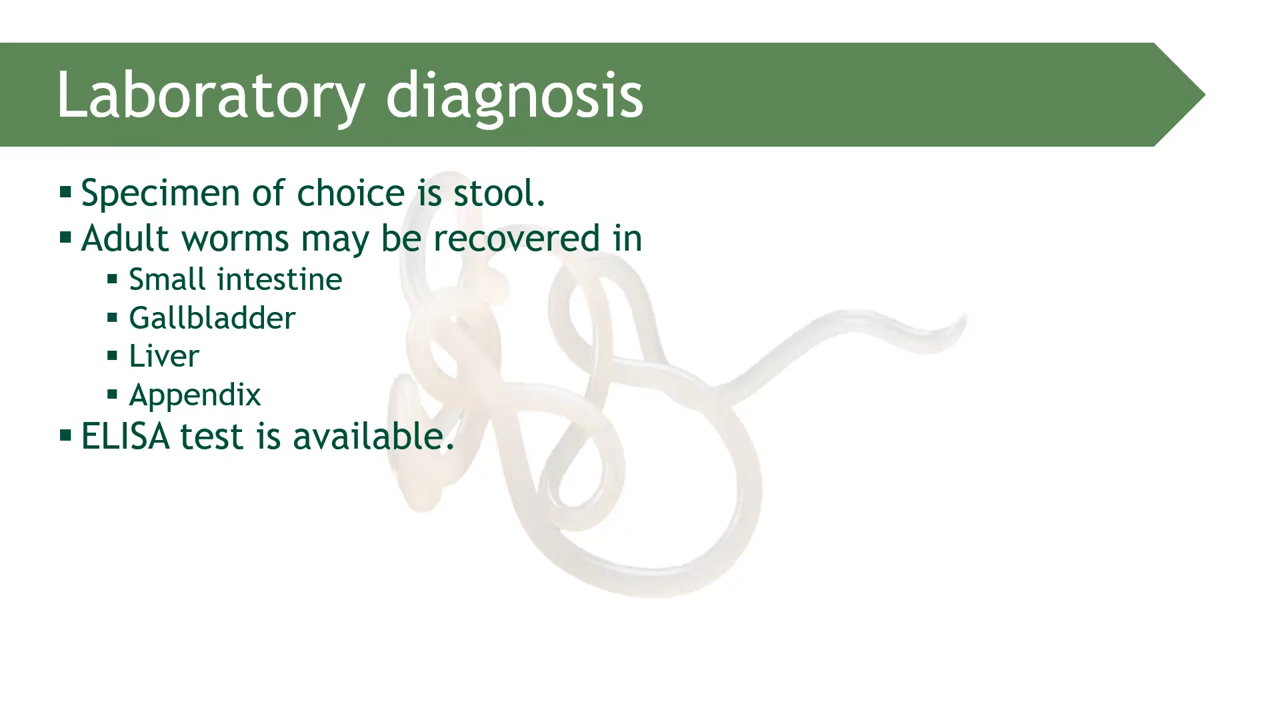 Laboratory diagnosis
▪ Specimen of choice is stool.
▪ Adult worms may be recovered in
▪ Small intestine
▪ Gallbladder
▪ Liver
▪ Appendix
▪ ELISA test is available.